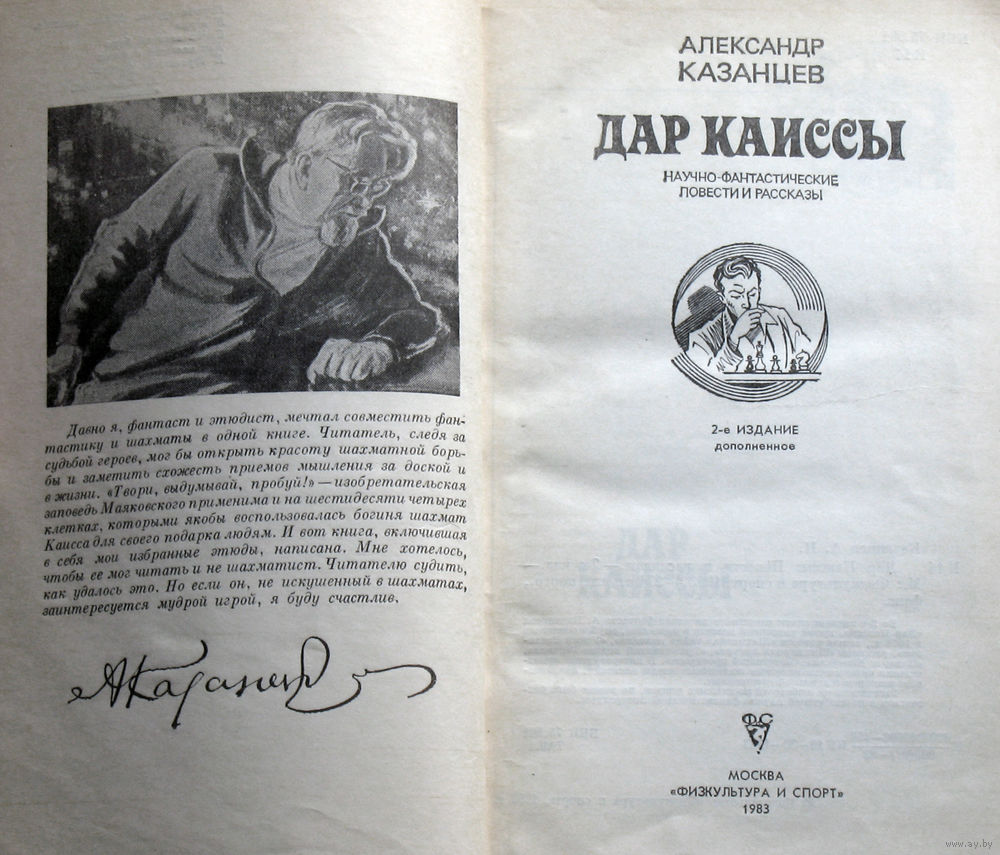 Давно я, фантаст и этюдист, мечтал совместить фан-
тастику и шахматы в одной книге. Читатель, следя за
судьбой героев, мог бы открыть красоту шахматной борь-
бы и заметить схожесть приемов мышления за доской и
в жизни. «Твори, выдумывай, пробуй!» — изобретательская
заповедь Маяковского применима и на шестидесяти четырех
клетках, которыми якобы воспользовалась богиня шахмат
Каисса для своего подарка людям. И вот книга, включившая
в себя мои избранные этюды, написана. Мне хотелось,
чтобы ее мог читать и не шахматист. Читателю судить,
как удалось это. Но если он, не искушенный в шахматах,
заинтересуется мудрой игрой, я буду счастлив.
АКазанцев
АЛЕКСАНДР
КАЗАНЦЕВ
ДАР КАИССЫ
НАУЧНО-ФАНТАСТИЧЕСКИЕ
ПОВЕСТИ И РАССКАЗЫ
2-е ИЗДАНИЕ
дополненное
ФиС
МОСКВА
«ФИЗКУЛЬТУРА И СПОРТ»
1983
www.ay.by